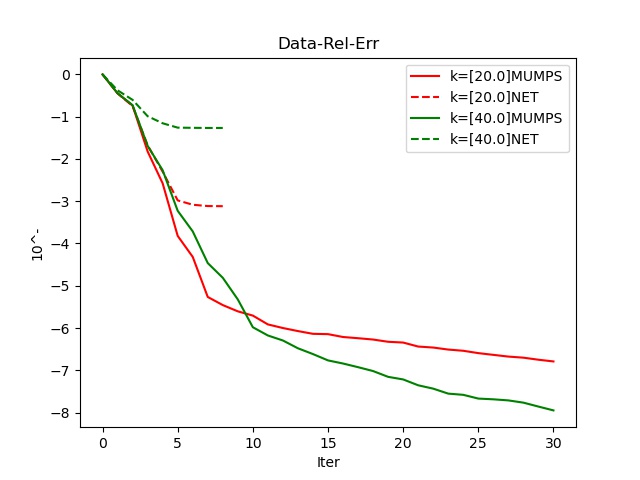 Data-Rel-Err
k=[20.0]MUMPS
k=[20.0]NET
k=[40.0]MUMPS
k=[40.0]NET
0
−1
−2
−3
−4
−5
−6
−7
−8
10^-
0 5 10 15 20 25 30
Iter